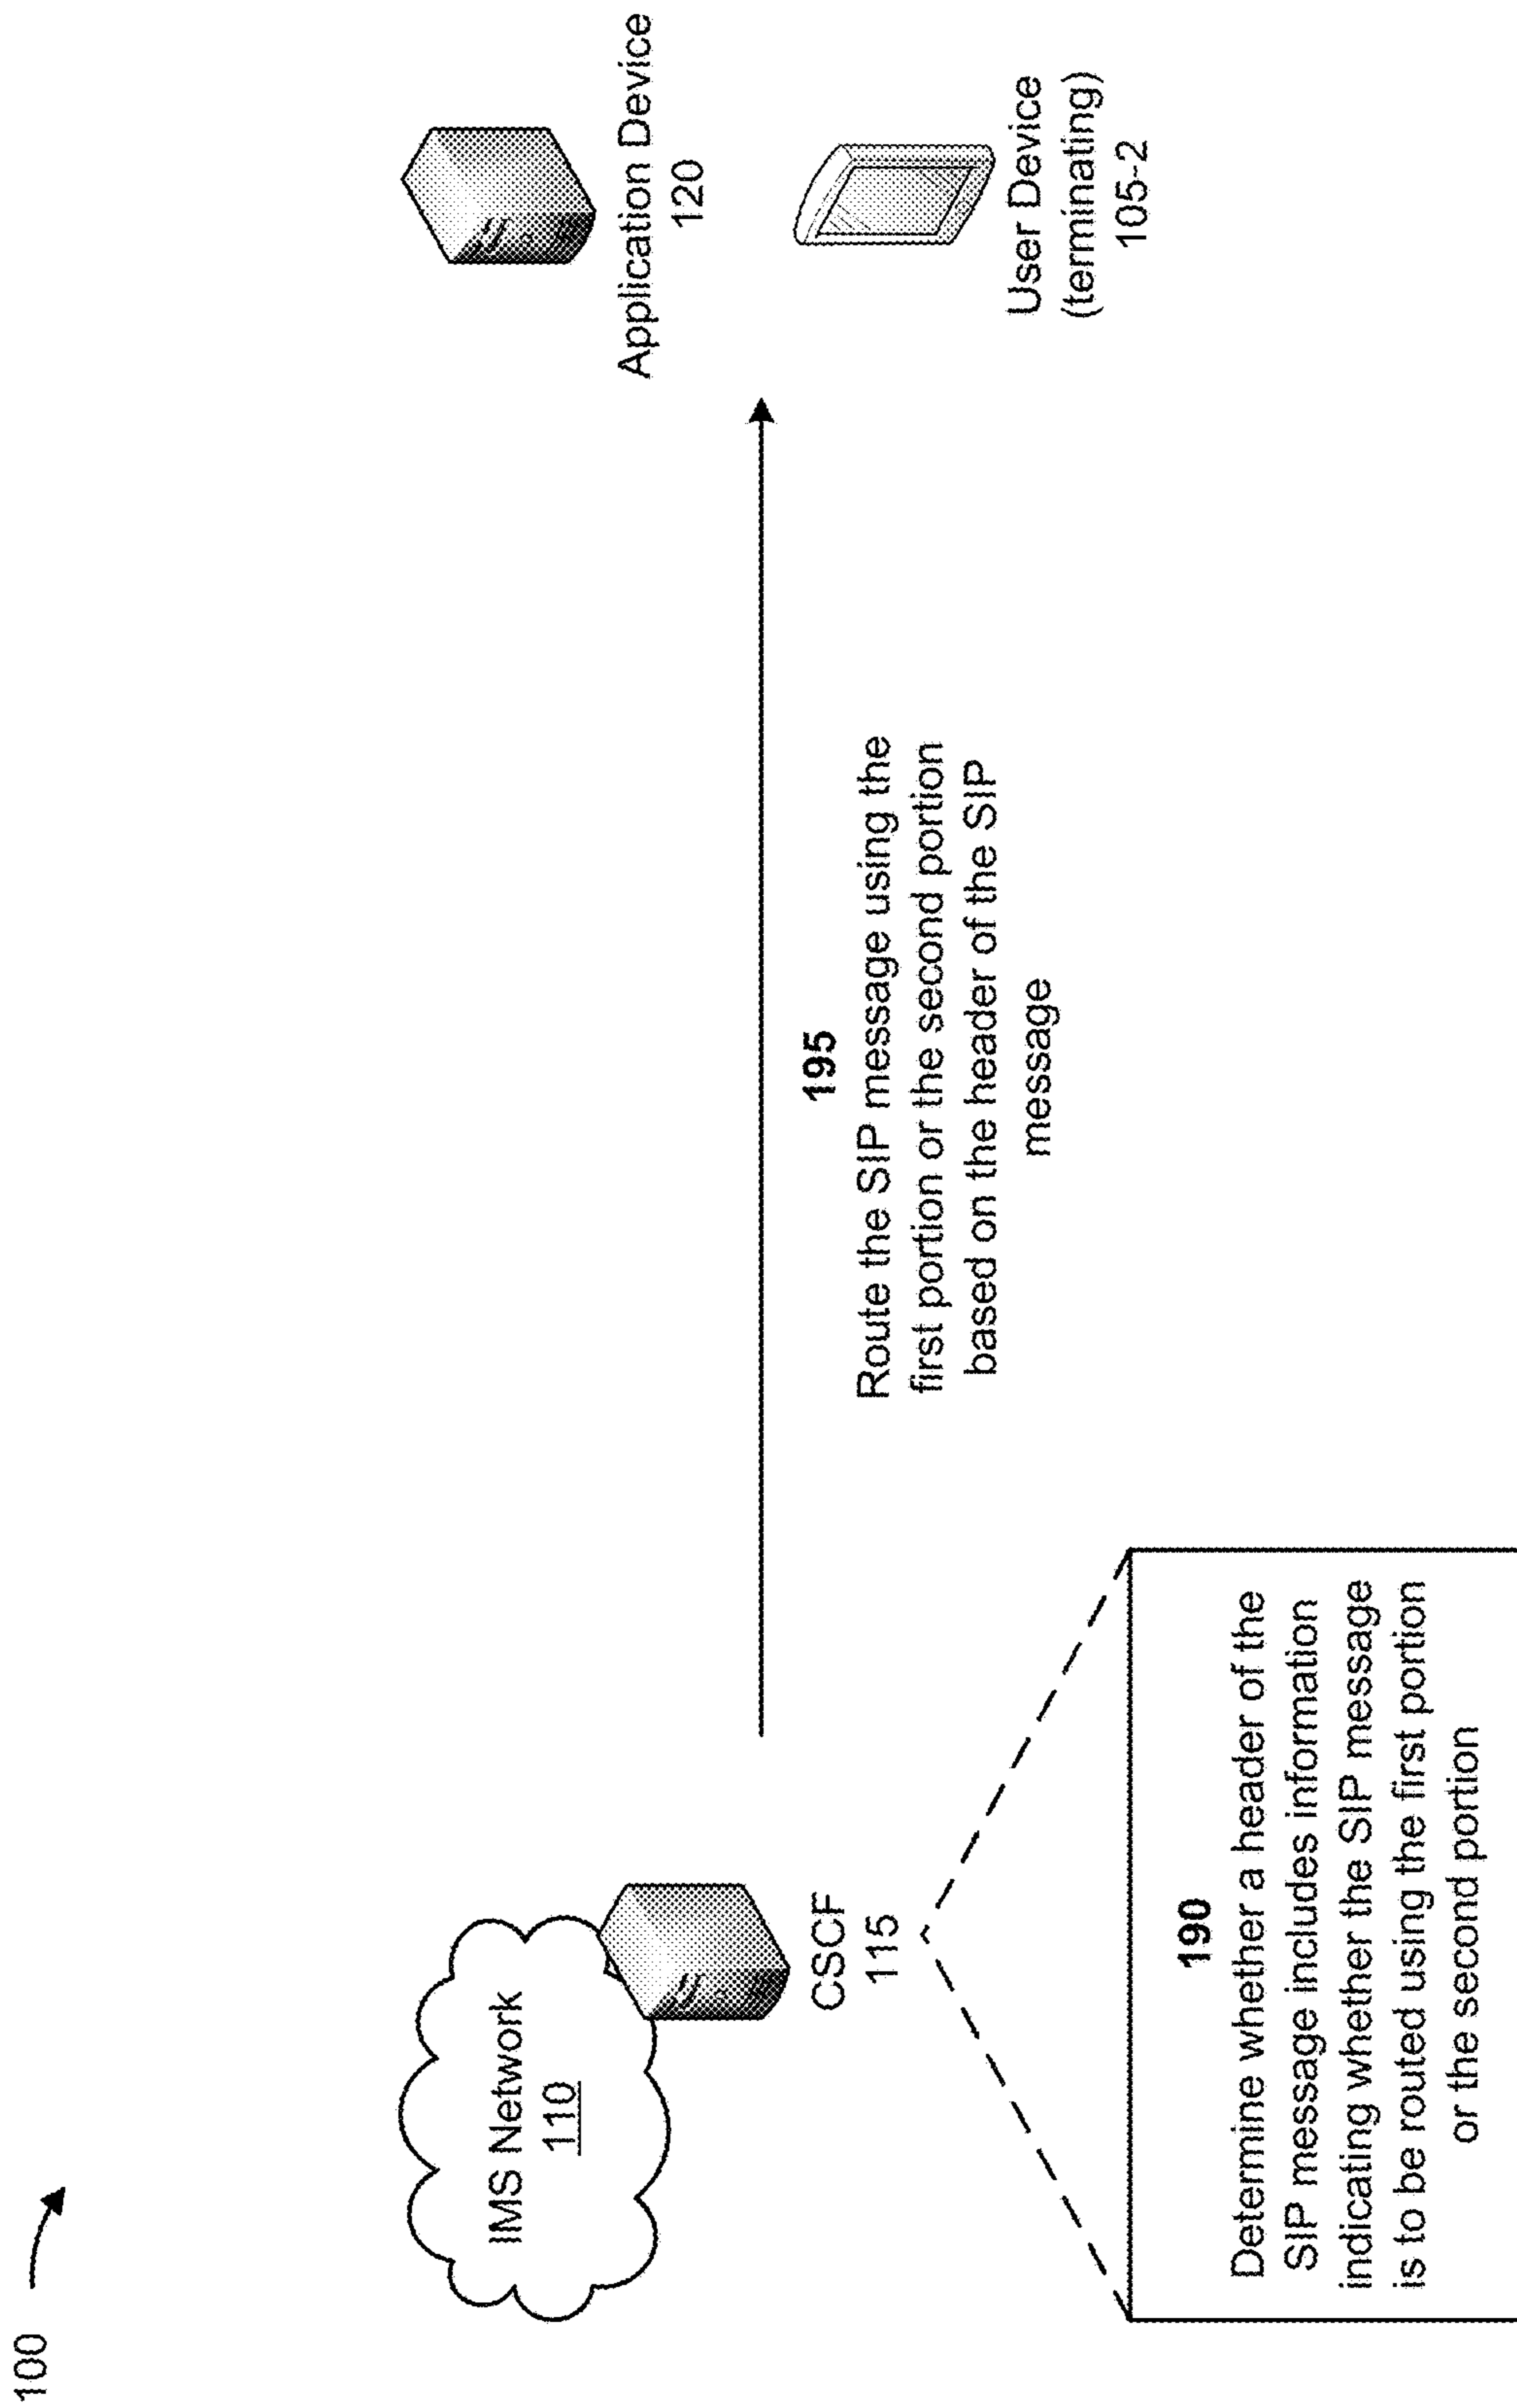 100
IMS Network
110
CSCF
115
190
Determine whether a header of the
SIP message includes information
indicating whether the SIP message
is to be routed using the first portion
or the second portion
195
Route the SIP message using the
first portion or the second portion
based on the header of the SIP
message
Application Device
120
User Device
(terminating)
105-2